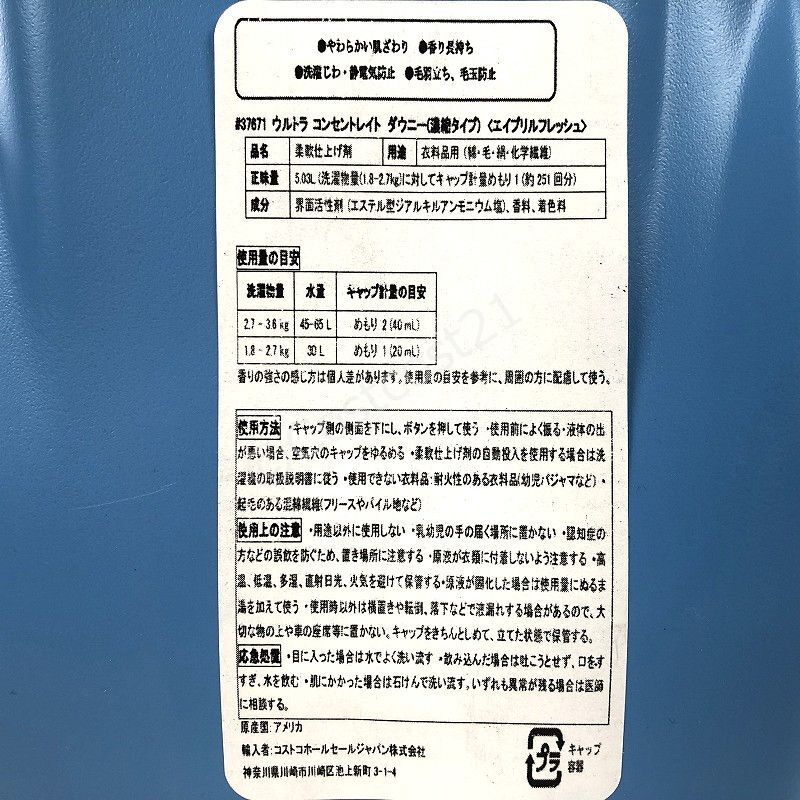 ●やわらかい肌ざわり ●香り長持ち
●洗濯じわ・静電気防止 ●毛羽立ち、毛玉防止
#37671 ウルトラ コンセントレイト ダウニー(濃縮タイプ) <エイプリルフレッシュ>
品名 柔軟仕上げ剤 用途 衣料品用 (綿・毛・絹・化学繊維)
正味量 5.03L (洗濯物量(1.8-2.7kg)に対してキャップ計量めもり1 (約251回分)
成分 界面活性剤 (エステル型ジアルキルアンモニウム塩)、香料、着色料
使用量の目安
洗濯物量 水量 キャップ計量の目安
2.7 - 3.6 kg 45-65 L めもり 2 (40 mL)
1.8 - 2.7 kg 30 L めもり 1 (20 mL)
香りの強さの感じ方は個人差があります。使用量の目安を参考に、周囲の方に配慮して使う。
使用方法 ・キャップ側の側面を下にし、ボタンを押して使う ・使用前によく振る・液体の出
が悪い場合、空気穴のキャップをゆるめる ・柔軟仕上げ剤の自動投入を使用する場合は洗
濯機の取扱説明書に従う ・使用できない衣料品:耐火性のある衣料品(幼児パジャマなど)・
起毛のある混綿繊維(フリースやパイル地など)
使用上の注意 ・用途以外に使用しない ・乳幼児の手の届く場所に置かない ・認知症の
方などの誤飲を防ぐため、置き場所に注意する ・原液が衣類に付着しないよう注意する ・高
温、低温、多湿、直射日光、火気を避けて保管する・原液が固化した場合は使用量にぬるま
湯を加えて使う ・使用時以外は横置きや転倒、落下などで液漏れする場合があるので、大
切な物の上や車の座席等に置かない。キャップをきちんとしめて、立てた状態で保管する。
応急処置 ・目に入った場合は水でよく洗い流す ・飲み込んだ場合は吐こうとせず、口をす
すぎ、水を飲む ・肌にかかった場合は石けんで洗い流す。いずれも異常が残る場合は医師
に相談する。
原産国:アメリカ
輸入者:コストコホールセールジャパン株式会社
神奈川県川崎市川崎区池上新町3-1-4
プラ
キャップ
容器